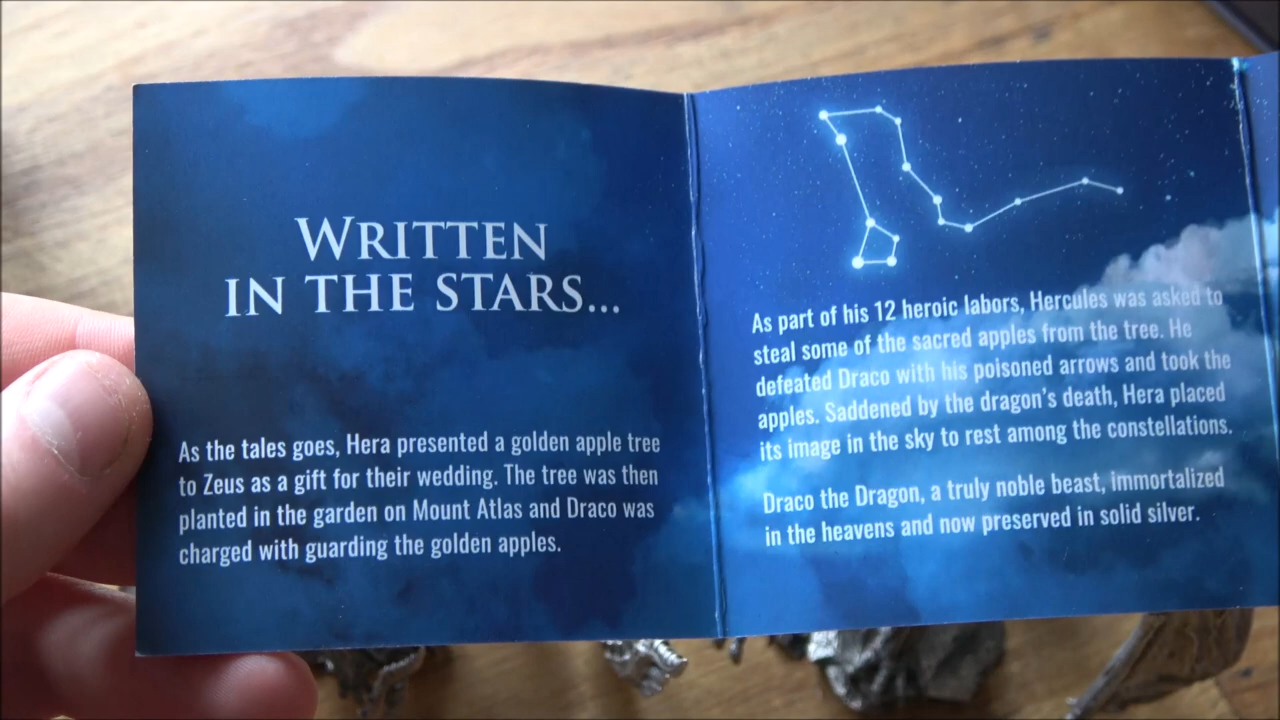 WRITTEN
IN THE STARS...
As the tales goes, Hera presented a golden apple tree
to Zeus as a gift for their wedding. The tree was then
planted in the garden on Mount Atlas and Draco was
charged with guarding the golden apples.
As part of his 12 heroic labors, Hercules was asked to
steal some of the sacred apples from the tree. He
defeated Draco with his poisoned arrows and took the
apples. Saddened by the dragon's death, Hera placed
its image in the sky to rest among the constellations.
Draco the Dragon, a truly noble beast, immortalized
in the heavens and now preserved in solid silver.